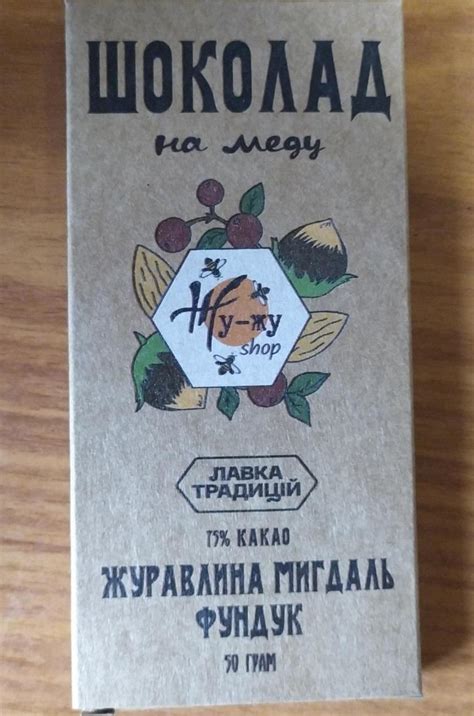 ШОКОЛАД
на меду
Жу-жу
shop
ЛАВКА
ТРАДИЦІЙ
75% КАКАО
ЖУРАВЛИНА МИГДАЛЬ
ФУНДУК
50 ГРАМ